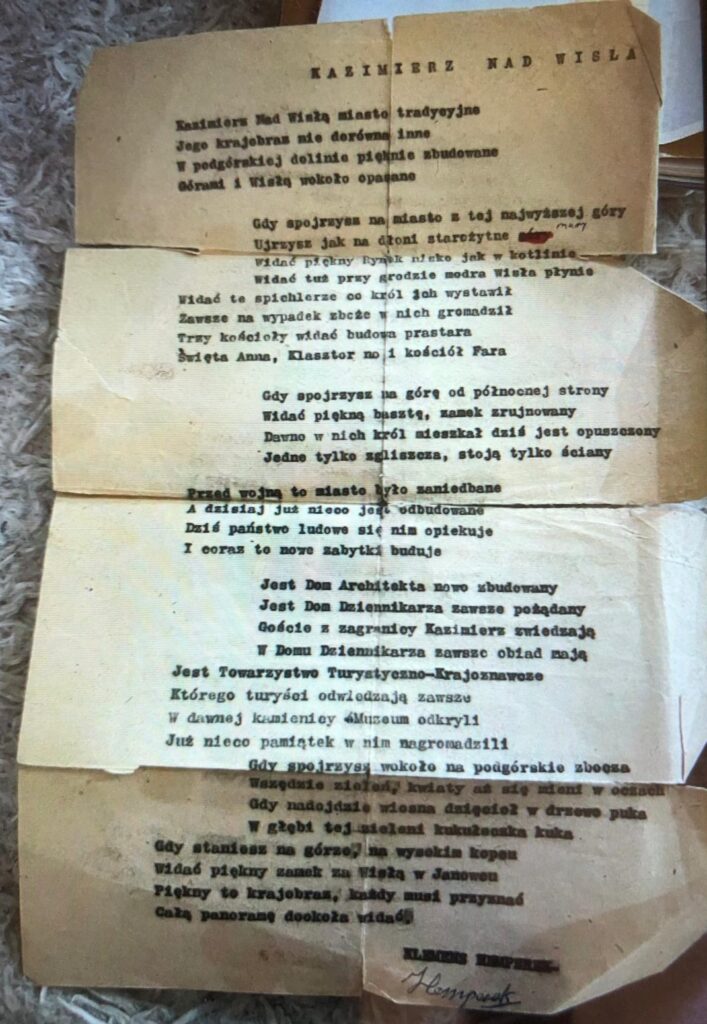 KAZIMIERZ NAD WISŁA
Kazimierz Nad Wisłą miasto tradycyjne
Jego krajobraz nie dorówna inne
W podgórskiej dolinie pięknie zbudowane
Górami i Wisłą wokoło opasane
Gdy spojrzysz na miasto z tej najwyższej góry
Ujrzysz jak na dłoni starożytne mury
Widać piękny Rynek nisko jak w kotlinie
Widać tuż przy grodzie modra Wisła płynie
Widać te spichlerze co król ich wystawił
Zawsze na wypadek zboże w nich gromadził
Trzy kościoły widać budowa prastara
Święta Anna, Klasztor no i kościół Fara
Gdy spojrzysz na górę od północnej strony
Widać piękną basztę, zamek zrujnowany
Dawno w nich król mieszkał dziś jest opuszczony
Jedne tylko zgliszcza, stoją tylko ściany
Przed wojną to miasto było zaniedbane
A dzisiaj już nieco jest odbudowane
Dziś państwo ludowe się nim opiekuje
I coraz to nowe zabytki buduje
Jest Dom Architekta nowo zbudowany
Jest Dom Dziennikarza zawsze pożądany
Goście z zagranicy Kazimierz zwiedzają
W Domu Dziennikarza zawsze obiad mają
Jest Towarzystwo Turystyczno-Krajoznawcze
Którego turyści odwiedzają zawsze
W dawnej kamienicy Muzeum odkryli
Już nieco pamiątek w nim nagromadzili
Gdy spojrzysz wokoło na podgórskie zbocza
Wszędzie zieleń, kwiaty aż się mieni w oczach
Gdy nadojdzie wiosna dzięcioł w drzewo puka
W głębi tej zieleni kukułeczka kuka
Gdy staniesz na górze, na wysokim kopcu
Widać piękny zamek za Wisłą w Janowcu
Piękny to krajobraz, każdy musi przyznać
Całą panoramę dookoła widać.
KLEMENS